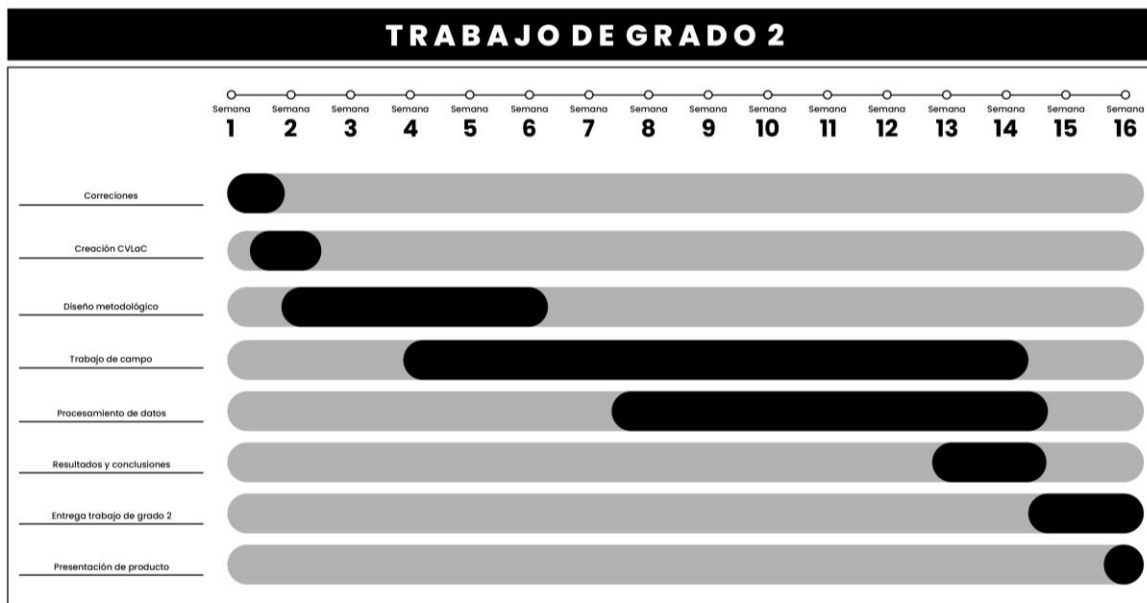 TRABAJO DE GRADO 2
Semana Semana Semana Semana Semana Semana Semana Semana Semana Semana Semana Semana Semana Semana Semana Semana
1 2 3 4 5 6 7 8 9 10 11 12 13 14 15 16
Correciones
Creación CVLaC
Diseño metodológico
Trabajo de campo
Procesamiento de datos
Resultados y conclusiones
Entrega trabajo de grado 2
Presentación de producto